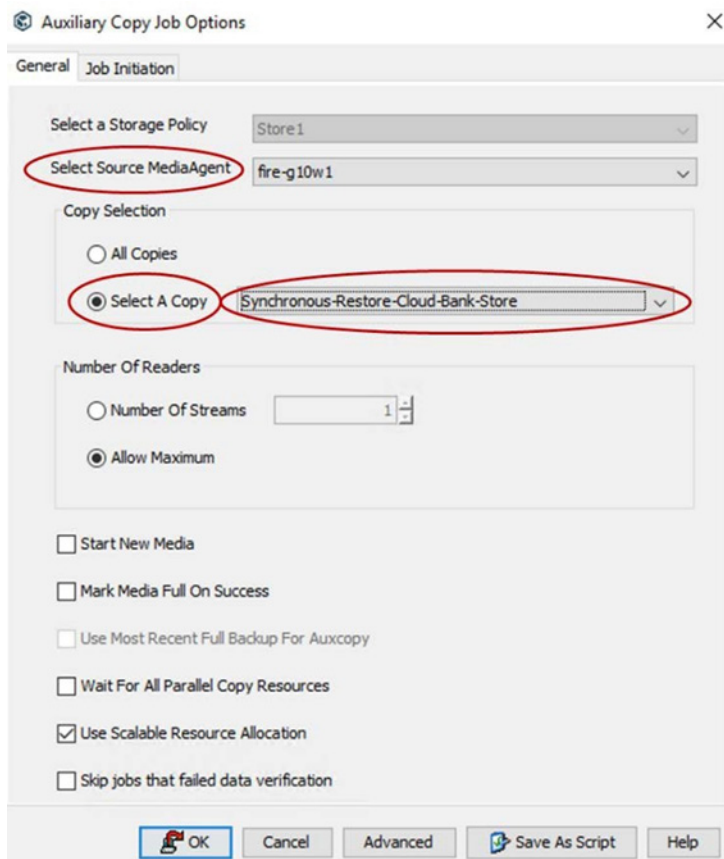 Auxiliary Copy Job Options
General Job Initiation
Select a Storage Policy Store1
Select Source MediaAgent fire-g10w1
Copy Selection
All Copies
Select A Copy Synchronous-Restore-Cloud-Bank-Store
Number Of Readers
Number Of Streams 1
Allow Maximum
Start New Media
Mark Media Full On Success
Use Most Recent Full Backup For Auxcopy
Wait For All Parallel Copy Resources
Use Scalable Resource Allocation
Skip jobs that failed data verification
OK Cancel Advanced Save As Script Help